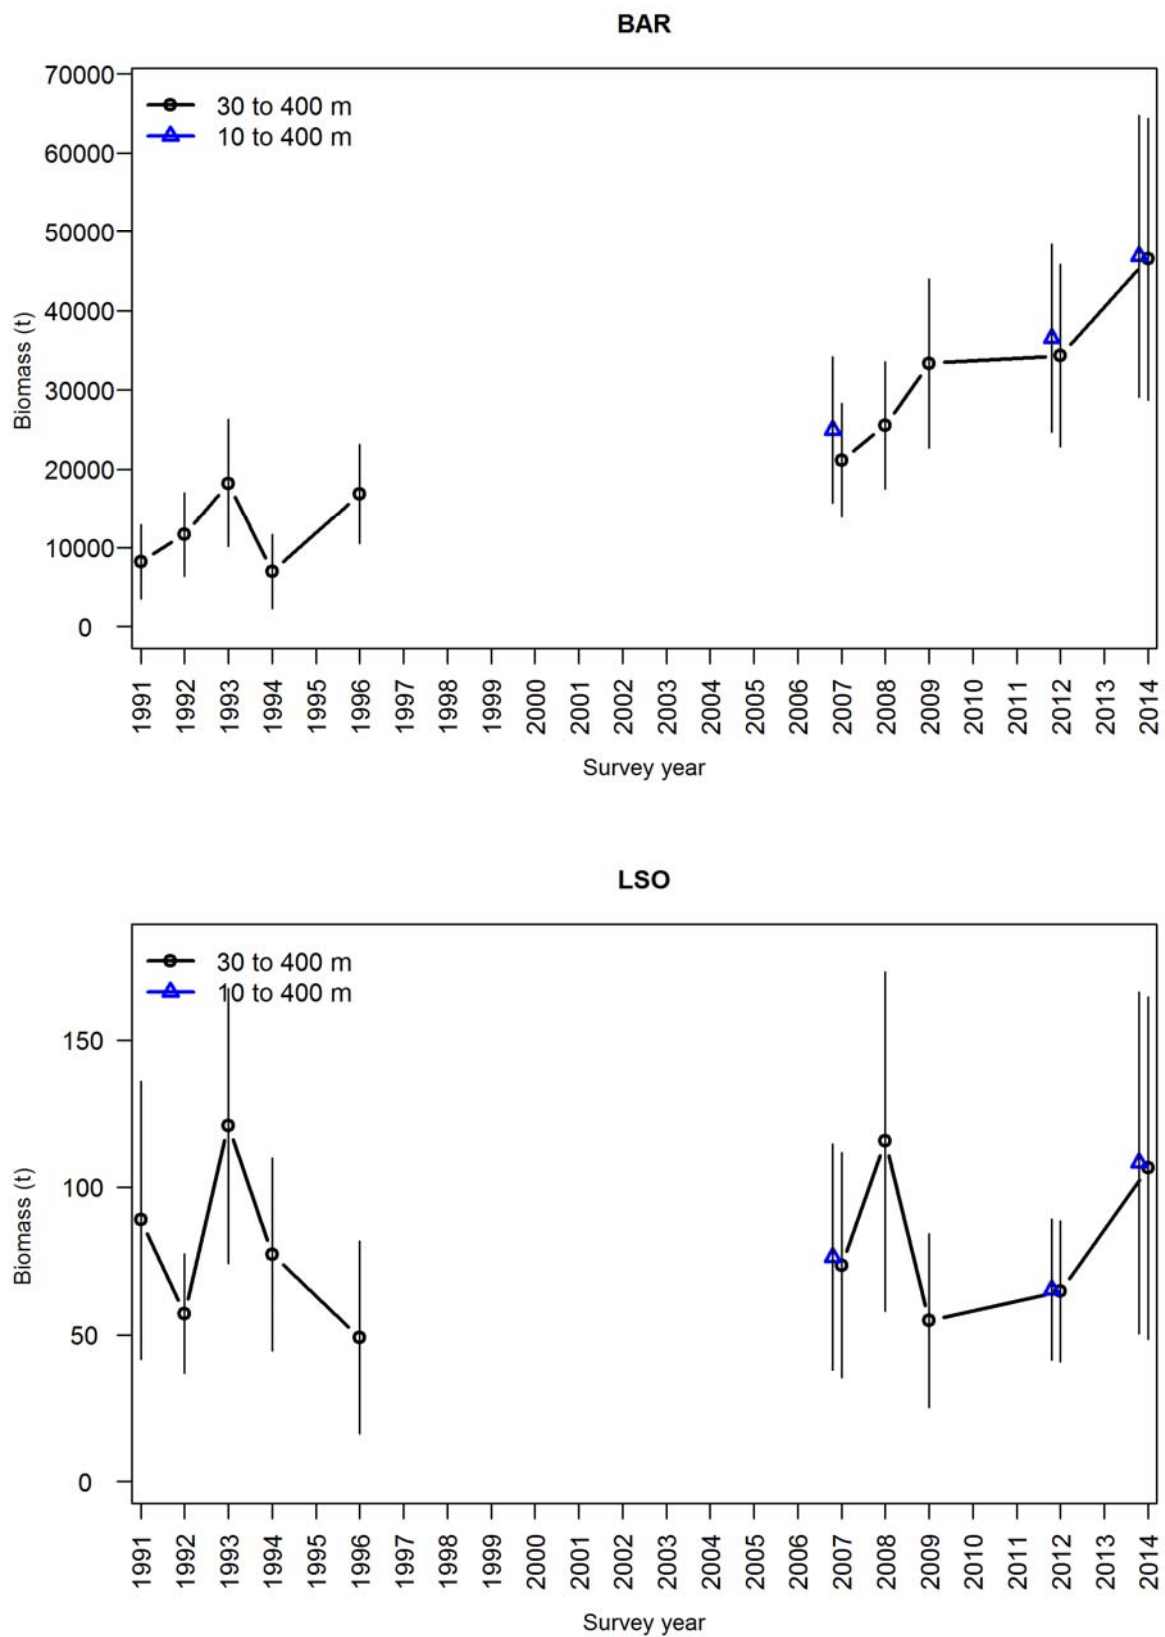 BAR
70000
60000
50000
40000
30000
20000
10000
0
Biomass (t)
30 to 400 m
10 to 400 m
1991 1992 1993 1994 1995 1996 1997 1998 1999 2000 2001 2002 2003 2004 2005 2006 2007 2008 2009 2010 2011 2012 2013 2014
Survey year
LSO
150
100
50
0
Biomass (t)
30 to 400 m
10 to 400 m
1991 1992 1993 1994 1995 1996 1997 1998 1999 2000 2001 2002 2003 2004 2005 2006 2007 2008 2009 2010 2011 2012 2013 2014
Survey year